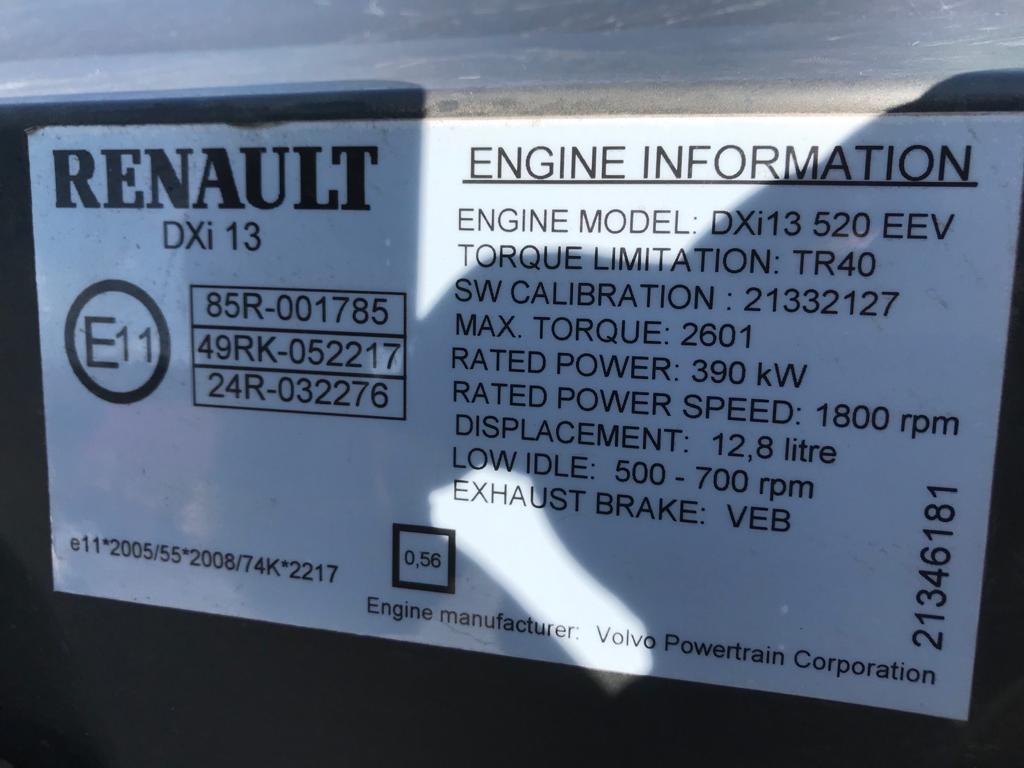 RENAULT
DXi 13
E11
85R-001785
49RK-052217
24R-032276
e11*2005/55*2008/74K*2217
0,56
ENGINE INFORMATION
ENGINE MODEL: DXi13 520 EEV
TORQUE LIMITATION: TR40
SW CALIBRATION : 21332127
MAX. TORQUE: 2601
RATED POWER: 390 kW
RATED POWER SPEED: 1800 rpm
DISPLACEMENT: 12,8 litre
LOW IDLE: 500 - 700 rpm
EXHAUST BRAKE: VEB
21346181
Engine manufacturer: Volvo Powertrain Corporation